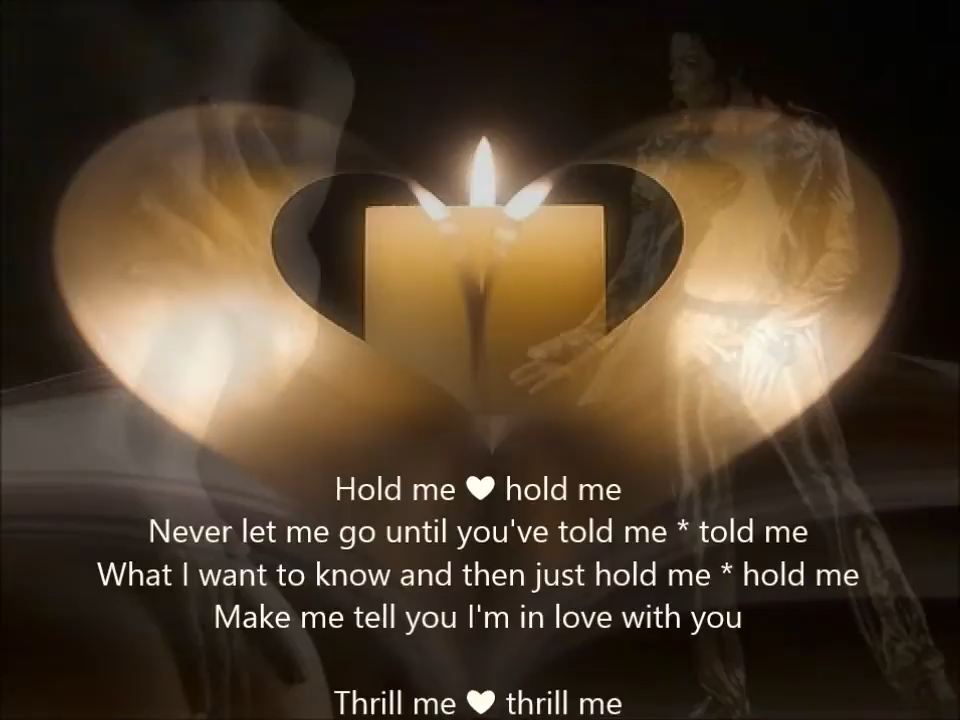 Hold me ♥ hold me
Never let me go until you've told me * told me
What I want to know and then just hold me * hold me
Make me tell you I'm in love with you
Thrill me ♥ thrill me